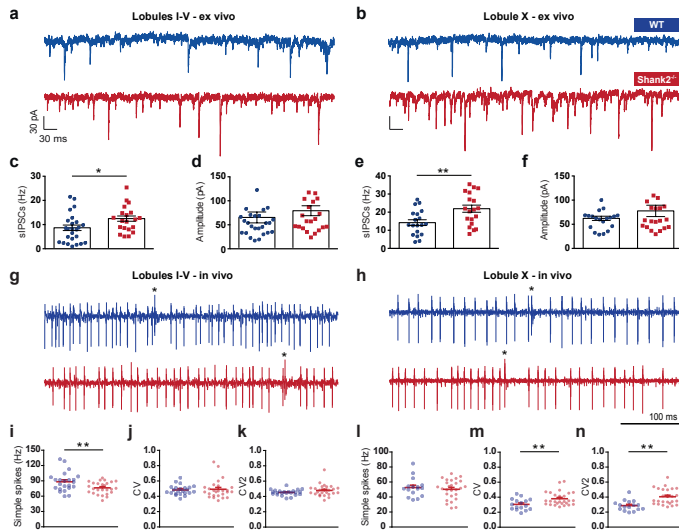 a Lobules I-V - ex vivo
b Lobule X - ex vivo
WT
Shank2-/-
30 pA
30 ms
c
*
sIPSCs (Hz)
30
20
10
0
d
Amplitude (pA)
150
100
50
0
e
**
sIPSCs (Hz)
40
30
20
10
0
f
Amplitude (pA)
150
100
50
0
g Lobules I-V - in vivo
*
*
h Lobule X - in vivo
*
*
100 ms
i
**
Simple spikes (Hz)
150
120
90
60
30
0
j
CV
1.0
0.8
0.6
0.4
0.2
0.0
k
CV2
1.0
0.8
0.6
0.4
0.2
0.0
l
Simple spikes (Hz)
100
80
60
40
20
0
m
**
CV
1.0
0.8
0.6
0.4
0.2
0.0
n
**
CV2
1.0
0.8
0.6
0.4
0.2
0.0